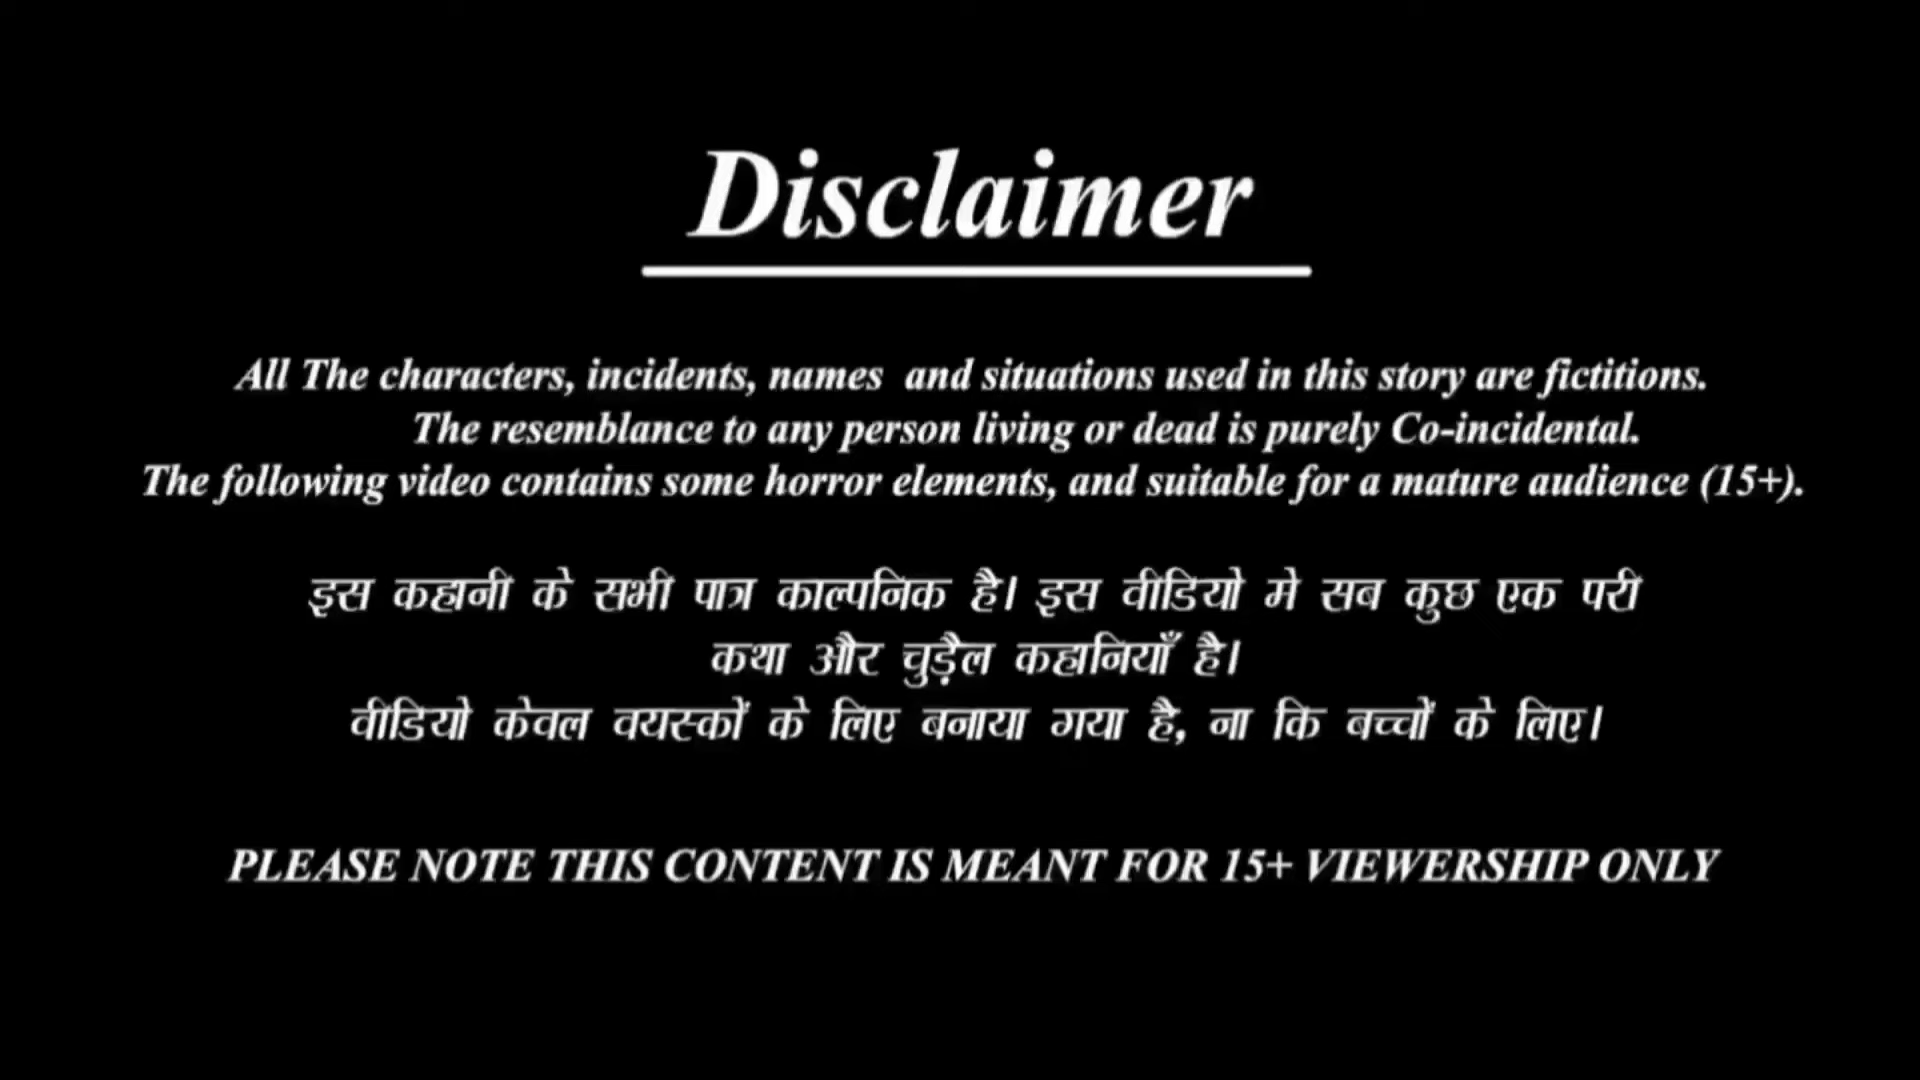 Disclaimer
All The characters, incidents, names and situations used in this story are fictitions.
The resemblance to any person living or dead is purely Co-incidental.
The following video contains some horror elements, and suitable for a mature audience (15+).
इस कहानी के सभी पात्र काल्पनिक है। इस वीडियो मे सब कुछ एक परी
कथा और चुड़ैल कहानियाँ है।
वीडियो केवल वयस्कों के लिए बनाया गया है, ना कि बच्चों के लिए।
PLEASE NOTE THIS CONTENT IS MEANT FOR 15+ VIEWERSHIP ONLY